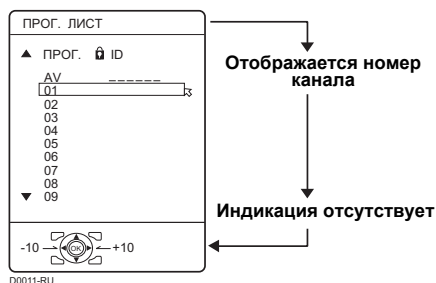 ПРОГ. ЛИСТ
ПРОГ. ID
AV ------
01
02
03
04
05
06
07
08
09
-10 OK +10
D0011-RU
Отображается номер
канала
Индикация отсутствует